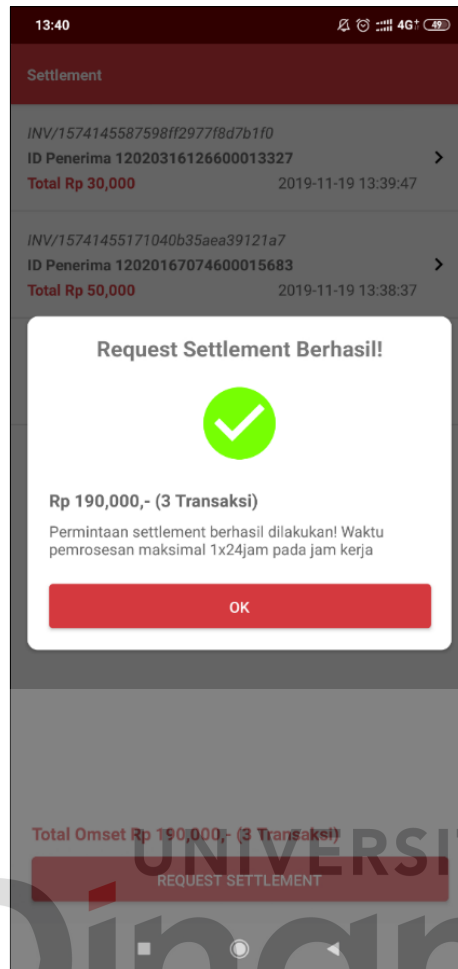 13:40
4G+
49
Settlement
INV/1574145587598ff2977f8d7b1f0
ID Penerima 12020316126600013327
Total Rp 30,000 2019-11-19 13:39:47
INV/15741455171040b35aea39121a7
ID Penerima 12020167074600015683
Total Rp 50,000 2019-11-19 13:38:37
Request Settlement Berhasil!
Rp 190,000,- (3 Transaksi)
Permintaan settlement berhasil dilakukan! Waktu
pemrosesan maksimal 1x24jam pada jam kerja
OK
Total Omset Rp 190,000,- (3 Transaksi)
UNIVERSI
REQUEST SETTLEMENT
Dinam